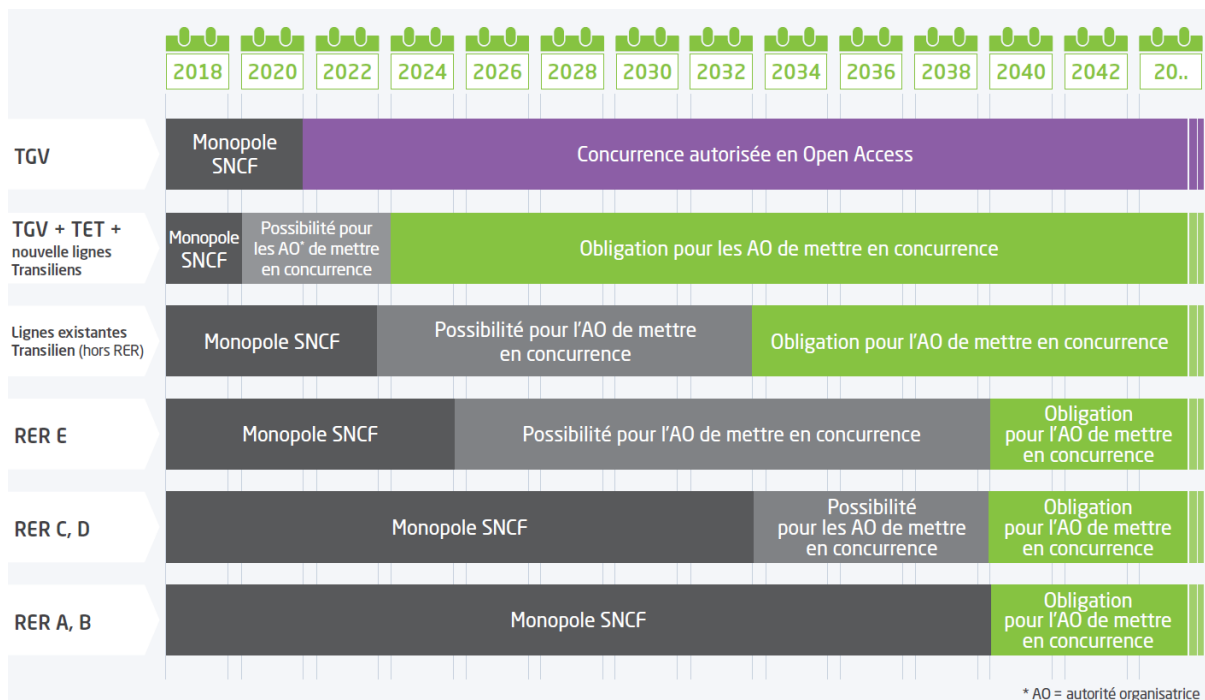 2018 2020 2022 2024 2026 2028 2030 2032 2034 2036 2038 2040 2042 20..
TGV
Monopole
SNCF
Concurrence autorisée en Open Access
TGV + TET +
nouvelle lignes
Transiliens
Monopole
SNCF
Possibilité pour
les AO* de mettre
en concurrence
Obligation pour les AO de mettre en concurrence
Lignes existantes
Transilien (hors RER)
Monopole SNCF
Possibilité pour l'AO de mettre
en concurrence
Obligation pour l'AO de mettre en concurrence
RER E
Monopole SNCF
Possibilité pour l'AO de mettre en concurrence
Obligation
pour l'AO de mettre
en concurrence
RER C, D
Monopole SNCF
Possibilité
pour les AO de mettre
en concurrence
Obligation
pour l'AO de mettre
en concurrence
RER A, B
Monopole SNCF
Obligation
pour l'AO de mettre
en concurrence
* AO = autorité organisatrice